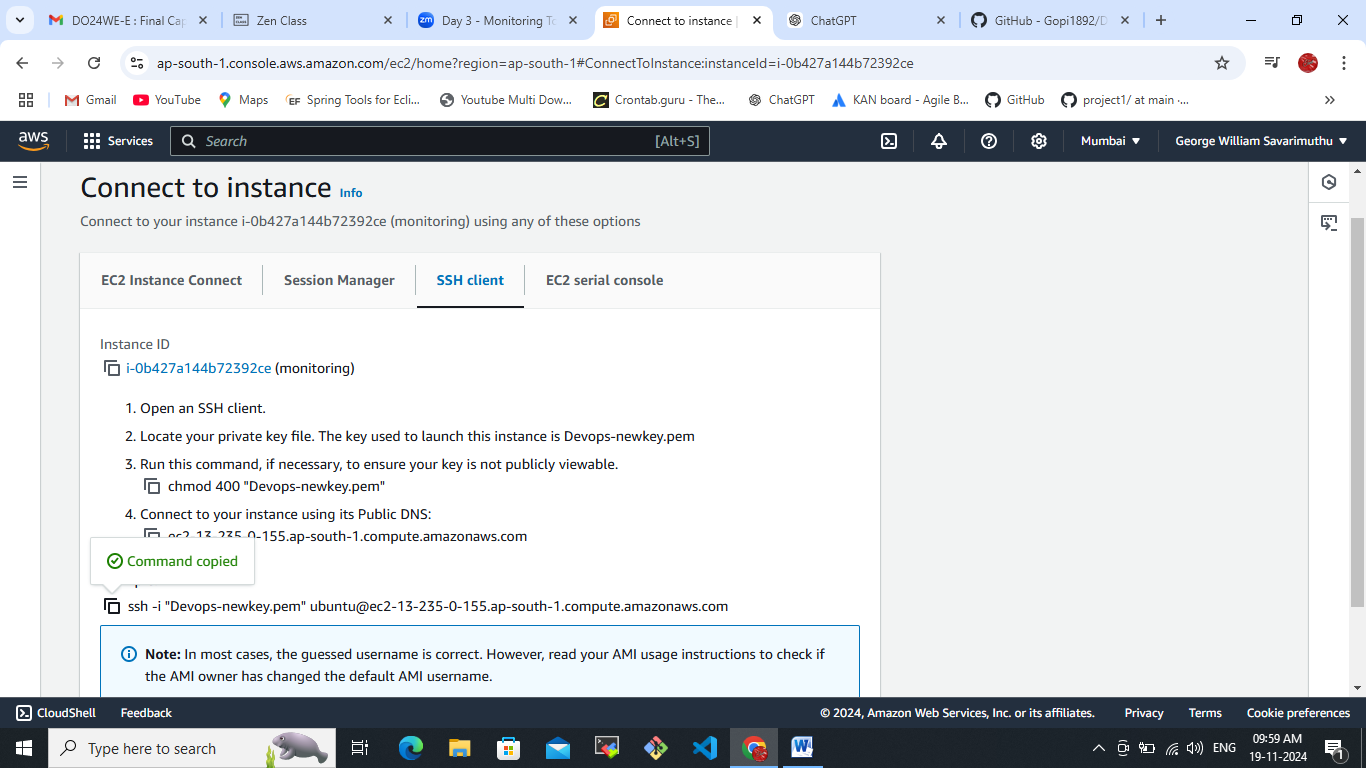 DO24WE-E : Final Cap
Zen Class
zm Day 3 - Monitoring To
Connect to instance |
ChatGPT
GitHub - Gopi1892/D
ap-south-1.console.aws.amazon.com/ec2/home?region=ap-south-1#ConnectToInstance:instanceId=i-0b427a144b72392ce
Gmail
YouTube
Maps
EF Spring Tools for Ecli...
Youtube Multi Dow...
Crontab.guru - The...
ChatGPT
KAN board - Agile B...
GitHub
project1/ at main ·...
aws
Services
Search
[Alt+S]
Mumbai
George William Savarimuthu
Connect to instance Info
Connect to your instance i-0b427a144b72392ce (monitoring) using any of these options
EC2 Instance Connect
Session Manager
SSH client
EC2 serial console
Instance ID
i-0b427a144b72392ce (monitoring)
1. Open an SSH client.
2. Locate your private key file. The key used to launch this instance is Devops-newkey.pem
3. Run this command, if necessary, to ensure your key is not publicly viewable.
chmod 400 "Devops-newkey.pem"
4. Connect to your instance using its Public DNS:
ec2-13-235-0-155.ap-south-1.compute.amazonaws.com
Command copied
ssh -i "Devops-newkey.pem" ubuntu@ec2-13-235-0-155.ap-south-1.compute.amazonaws.com
Note: In most cases, the guessed username is correct. However, read your AMI usage instructions to check if
the AMI owner has changed the default AMI username.
CloudShell
Feedback
© 2024, Amazon Web Services, Inc. or its affiliates.
Privacy
Terms
Cookie preferences
Type here to search
ENG
09:59 AM
19-11-2024
1